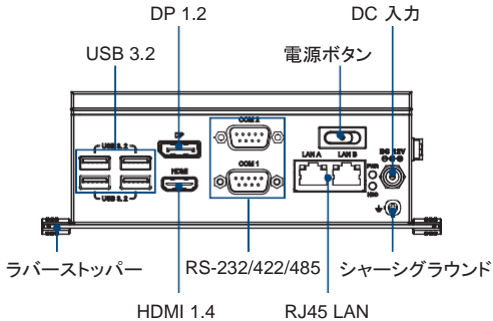 DP 1.2
DC 入力
USB 3.2
電源ボタン
COM 2
USB 3.2
DP
LAN A
LAN B
DC 12V
PWR
HDMI
COM 1
HDD
USB 3.2
ラバーストッパー
RS-232/422/485
シャーシグラウンド
HDMI 1.4
RJ45 LAN